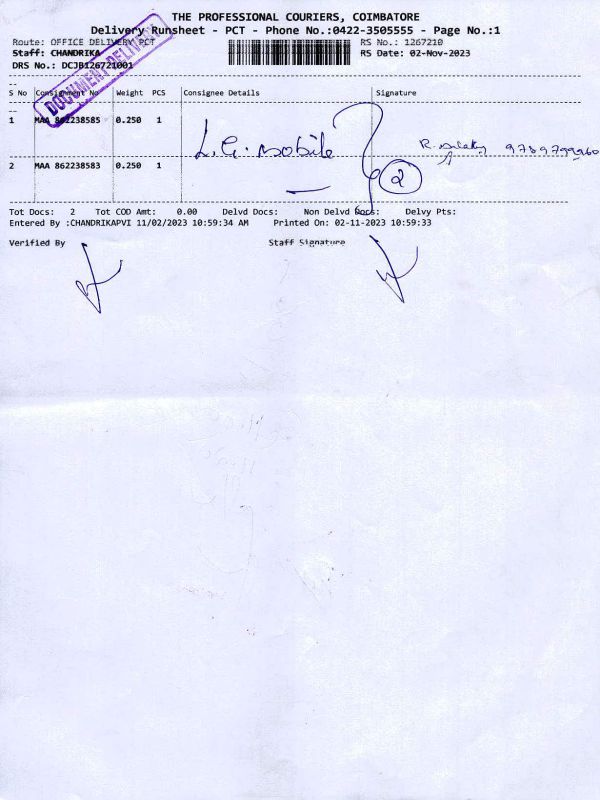 THE PROFESSIONAL COURIERS, COIMBATORE
Delivery Runsheet - PCT - Phone No.:0422-3505555 - Page No.:1
Route: OFFICE DELIVERY PCT RS No.: 1267210
Staff: CHANDRIKA RS Date: 02-Nov-2023
DRS No.: DCJB126721001
DOCUMENT DELIVERY
S No Consignment No Weight PCS Consignee Details Signature
1 MAA 862238585 0.250 1
L.G. mobile
R.
2 MAA 862238583 0.250 1
2
Tot Docs: 2 Tot COD Amt: 0.00 Delvd Docs: Non Delvd Docs: Delvy Pts:
Entered By :CHANDRIKAPVI 11/02/2023 10:59:34 AM Printed On: 02-11-2023 10:59:33
Verified By Staff Signature